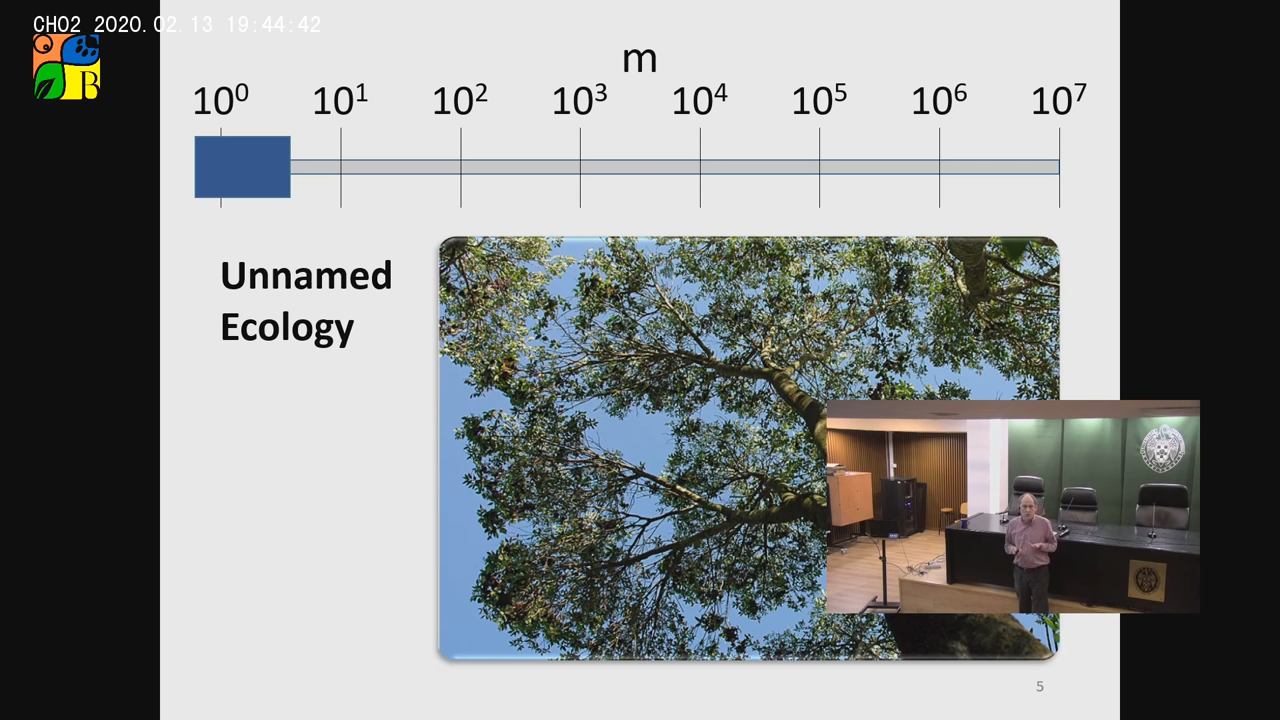 CH02 2020.02.13 19:44:42
B
m
10⁰ 10¹ 10² 10³ 10⁴ 10⁵ 10⁶ 10⁷
Unnamed
Ecology
5